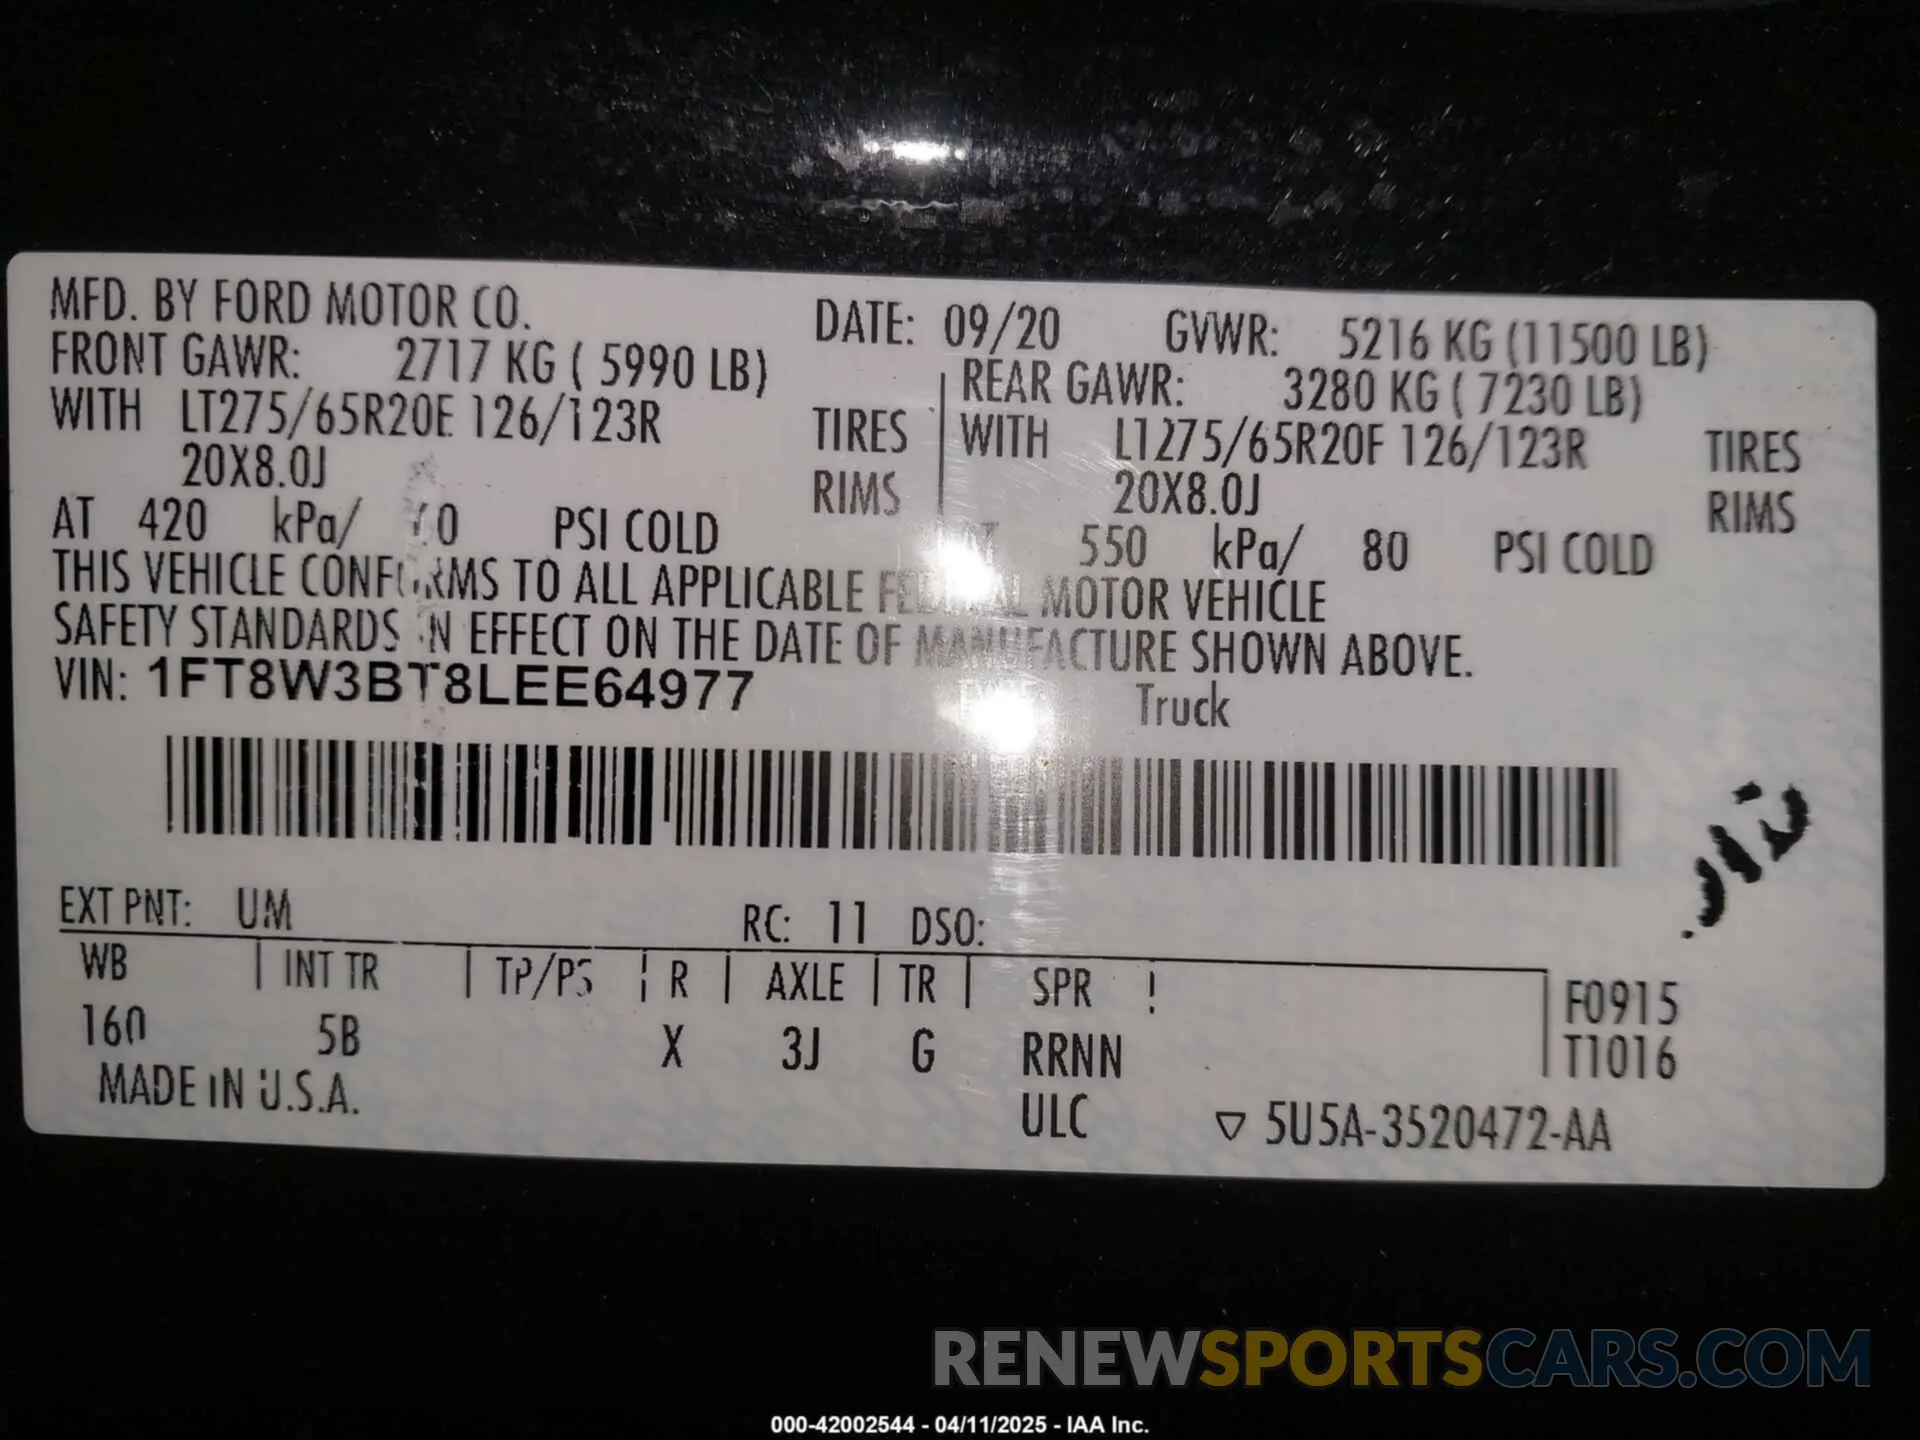 MFD. BY FORD MOTOR CO. DATE: 09/20 GVWR: 5216 KG (11500 LB)
FRONT GAWR: 2717 KG ( 5990 LB) REAR GAWR: 3280 KG ( 7230 LB)
WITH LT275/65R20E 126/123R TIRES WITH LT275/65R20E 126/123R TIRES
20X8.0J RIMS 20X8.0J RIMS
AT 420 kPa/ PSI COLD AT 550 kPa/ 80 PSI COLD
THIS VEHICLE CONFORMS TO ALL APPLICABLE FEDERAL MOTOR VEHICLE
SAFETY STANDARDS IN EFFECT ON THE DATE OF MANUFACTURE SHOWN ABOVE.
VIN: 1FT8W3BT8LEE64977 Truck
EXT PNT: UM RC: 11 DSO:
WB INT TR TP/PS R AXLE TR SPR F0915
160 5B X 3J G RRNN T1016
MADE IN U.S.A. ULC ▽ 5U5A-3520472-AA
RENEWSPORTSCARS.COM
000-42002544 - 04/11/2025 - IAA Inc.